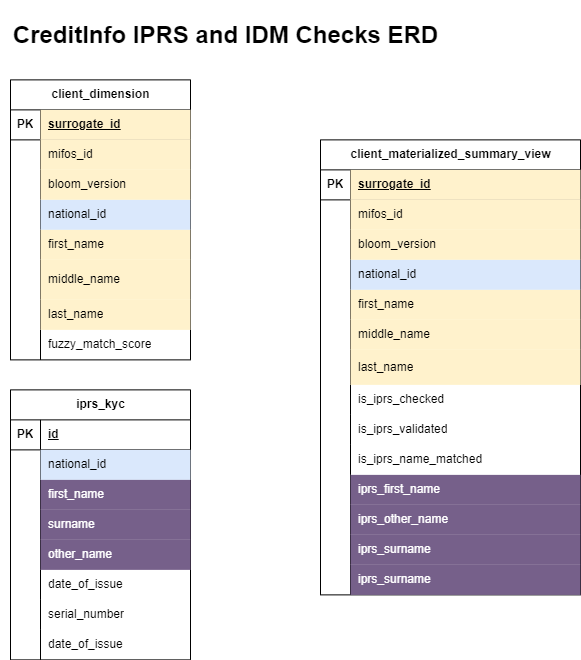 CreditInfo IPRS and IDM Checks ERD
client_dimension
PK surrogate_id
mifos_id
bloom_version
national_id
first_name
middle_name
last_name
fuzzy_match_score
iprs_kyc
PK id
national_id
first_name
surname
other_name
date_of_issue
serial_number
date_of_issue
client_materialized_summary_view
PK surrogate_id
mifos_id
bloom_version
national_id
first_name
middle_name
last_name
is_iprs_checked
is_iprs_validated
is_iprs_name_matched
iprs_first_name
iprs_other_name
iprs_surname
iprs_surname